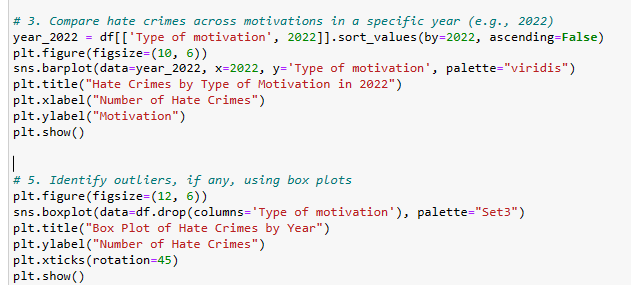 # 3. Compare hate crimes across motivations in a specific year (e.g., 2022)
year_2022 = df[['Type of motivation', 2022]].sort_values(by=2022, ascending=False)
plt.figure(figsize=(10, 6))
sns.barplot(data=year_2022, x=2022, y='Type of motivation', palette="viridis")
plt.title("Hate Crimes by Type of Motivation in 2022")
plt.xlabel("Number of Hate Crimes")
plt.ylabel("Motivation")
plt.show()
# 5. Identify outliers, if any, using box plots
plt.figure(figsize=(12, 6))
sns.boxplot(data=df.drop(columns='Type of motivation'), palette="Set3")
plt.title("Box Plot of Hate Crimes by Year")
plt.ylabel("Number of Hate Crimes")
plt.xticks(rotation=45)
plt.show()